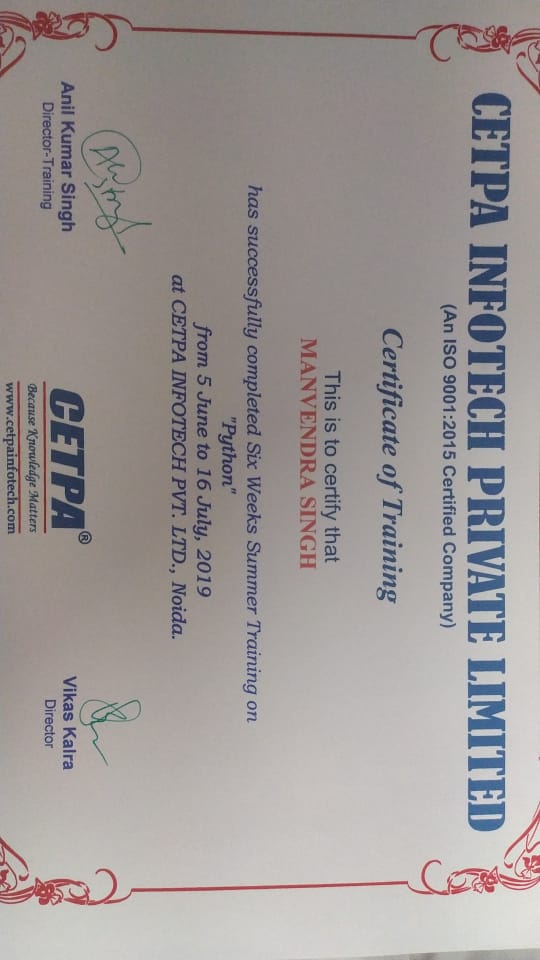 CETPA INFOTECH PRIVATE LIMITED
(An ISO 9001:2015 Certified Company)
Certificate of Training
This is to certify that
MANVENDRA SINGH
has successfully completed Six Weeks Summer Training on
"Python"
from 5 June to 16 July, 2019
at CETPA INFOTECH PVT. LTD., Noida.
Anil Kumar Singh
Director-Training
CETPA®
Because Knowledge Matters
www.cetpainfotech.com
Vikas Kalra
Director